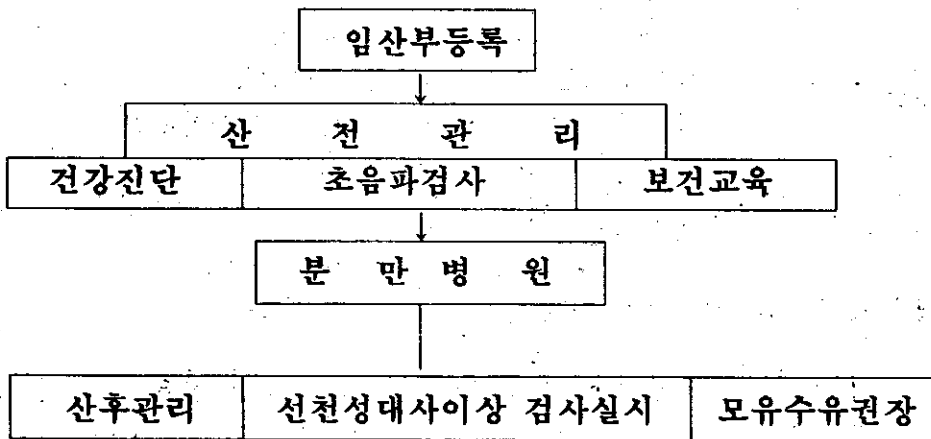 임산부등록
산 전 관 리
건강진단 초음파검사 보건교육
분 만 병 원
산후관리 선천성대사이상 검사실시 모유수유권장